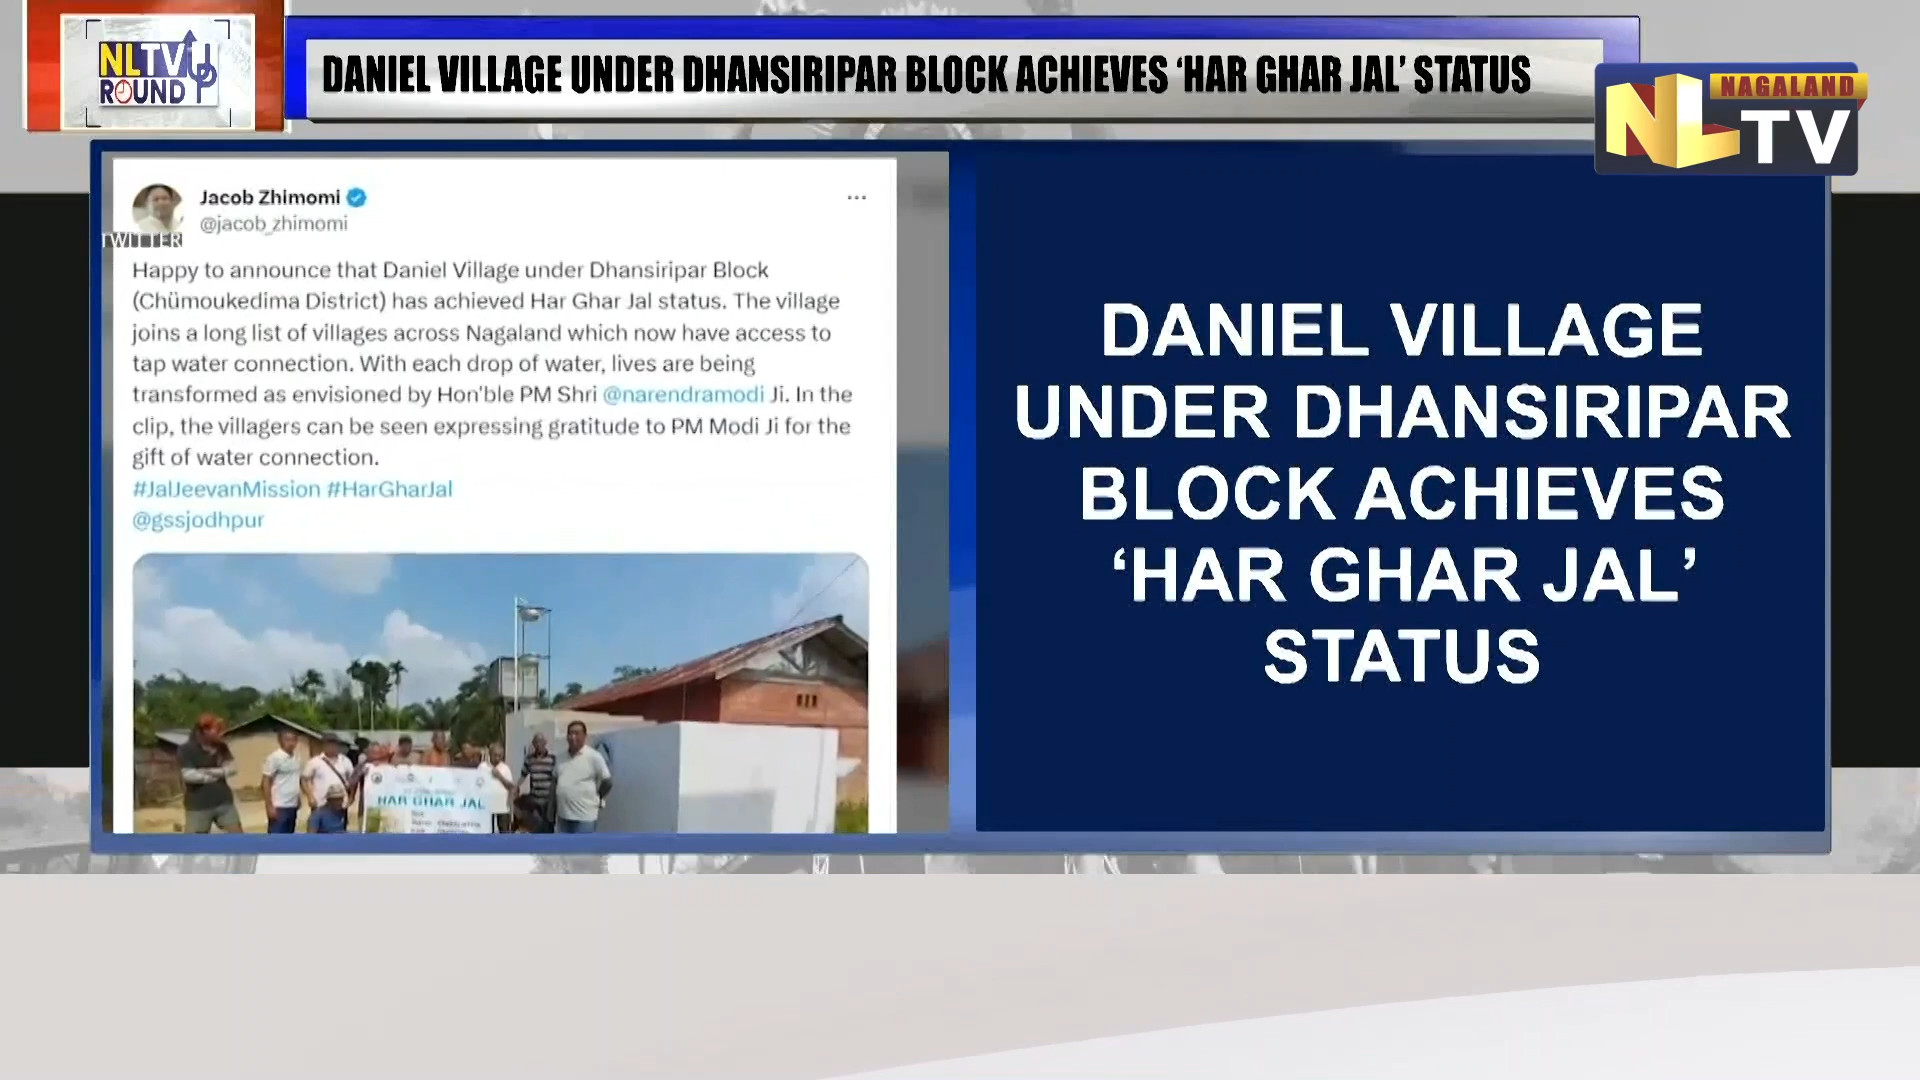 NLTV
ROUND UP
DANIEL VILLAGE UNDER DHANSIRIPAR BLOCK ACHIEVES ‘HAR GHAR JAL’ STATUS
NAGALAND
NL TV
Jacob Zhimomi
@jacob_zhimomi
TWITTER
Happy to announce that Daniel Village under Dhansiripar Block
(Chümoukedima District) has achieved Har Ghar Jal status. The village
joins a long list of villages across Nagaland which now have access to
tap water connection. With each drop of water, lives are being
transformed as envisioned by Hon'ble PM Shri @narendramodi Ji. In the
clip, the villagers can be seen expressing gratitude to PM Modi Ji for the
gift of water connection.
#JalJeevanMission #HarGharJal
@gssjodhpur
HAR GHAR JAL
DANIEL VILLAGE
UNDER DHANSIRIPAR
BLOCK ACHIEVES
‘HAR GHAR JAL’
STATUS